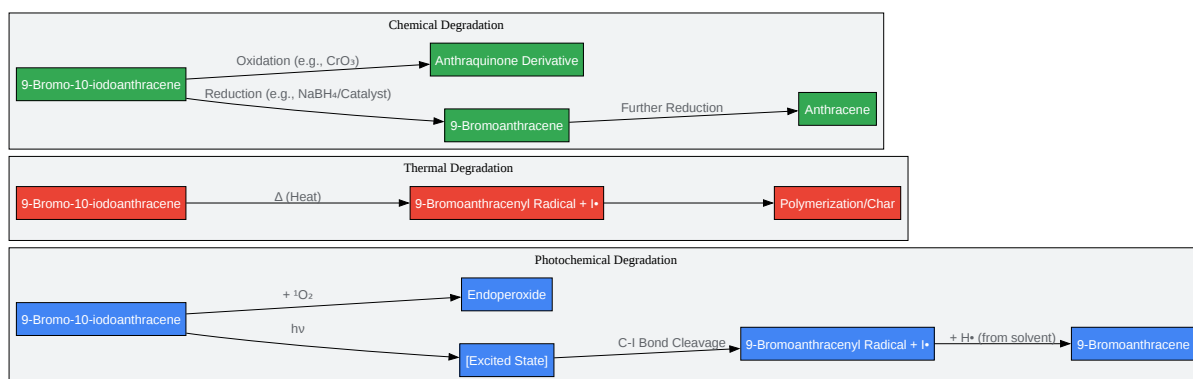 Chemical Degradation
9-Bromo-10-iodoanthracene
Oxidation (e.g., CrO₃)
Anthraquinone Derivative
Reduction (e.g., NaBH₄/Catalyst)
9-Bromoanthracene
Further Reduction
Anthracene
Thermal Degradation
9-Bromo-10-iodoanthracene
Δ (Heat)
9-Bromoanthracenyl Radical + I•
Polymerization/Char
Photochemical Degradation
9-Bromo-10-iodoanthracene
+ ¹O₂
Endoperoxide
hν
[Excited State]
C-I Bond Cleavage
9-Bromoanthracenyl Radical + I•
+ H• (from solvent)
9-Bromoanthracene